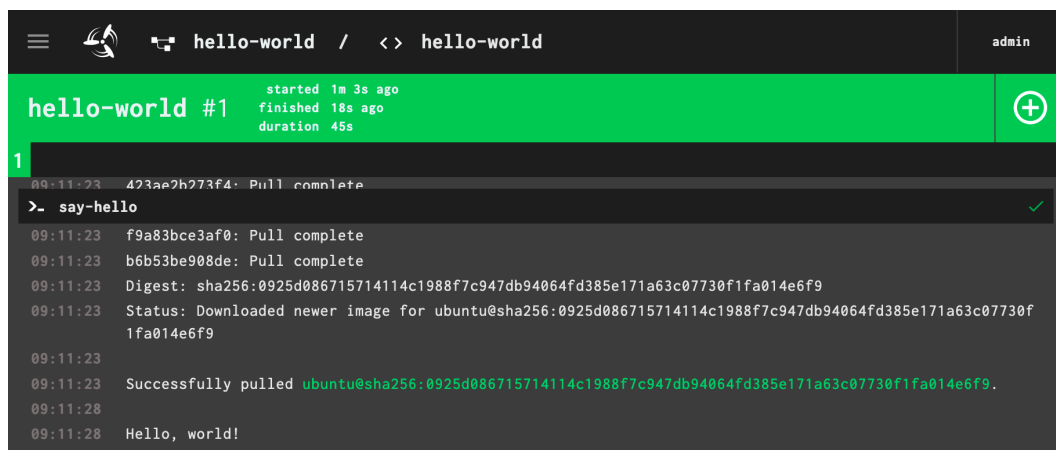 hello-world / <> hello-world
admin
hello-world #1
started 1m 3s ago
finished 18s ago
duration 45s
1
09:11:23 423ae2b273f4: Pull complete
>_ say-hello
09:11:23 f9a83bce3af0: Pull complete
09:11:23 b6b53be908de: Pull complete
09:11:23 Digest: sha256:0925d086715714114c1988f7c947db94064fd385e171a63c07730f1fa014e6f9
09:11:23 Status: Downloaded newer image for ubuntu@sha256:0925d086715714114c1988f7c947db94064fd385e171a63c07730f
1fa014e6f9
09:11:23
09:11:23 Successfully pulled ubuntu@sha256:0925d086715714114c1988f7c947db94064fd385e171a63c07730f1fa014e6f9.
09:11:28
09:11:28 Hello, world!